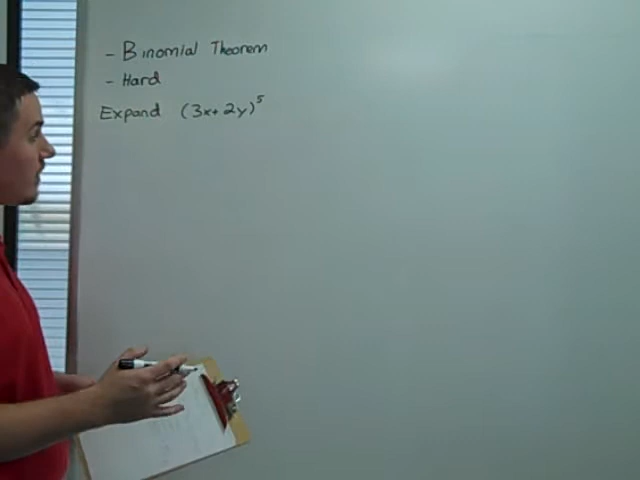 - Binomial Theorem
- Hard
Expand (3x+2y)⁵